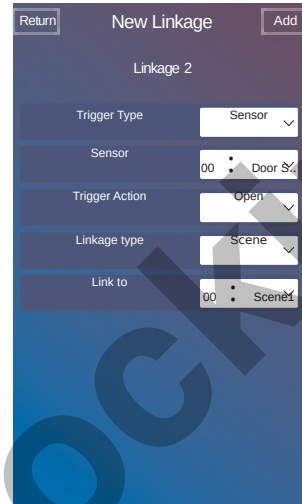 Return New Linkage Add
Linkage 2
Trigger Type Sensor
Sensor 00 : Door S..
Trigger Action Open
Linkage type Scene
Link to 00 : Scene1